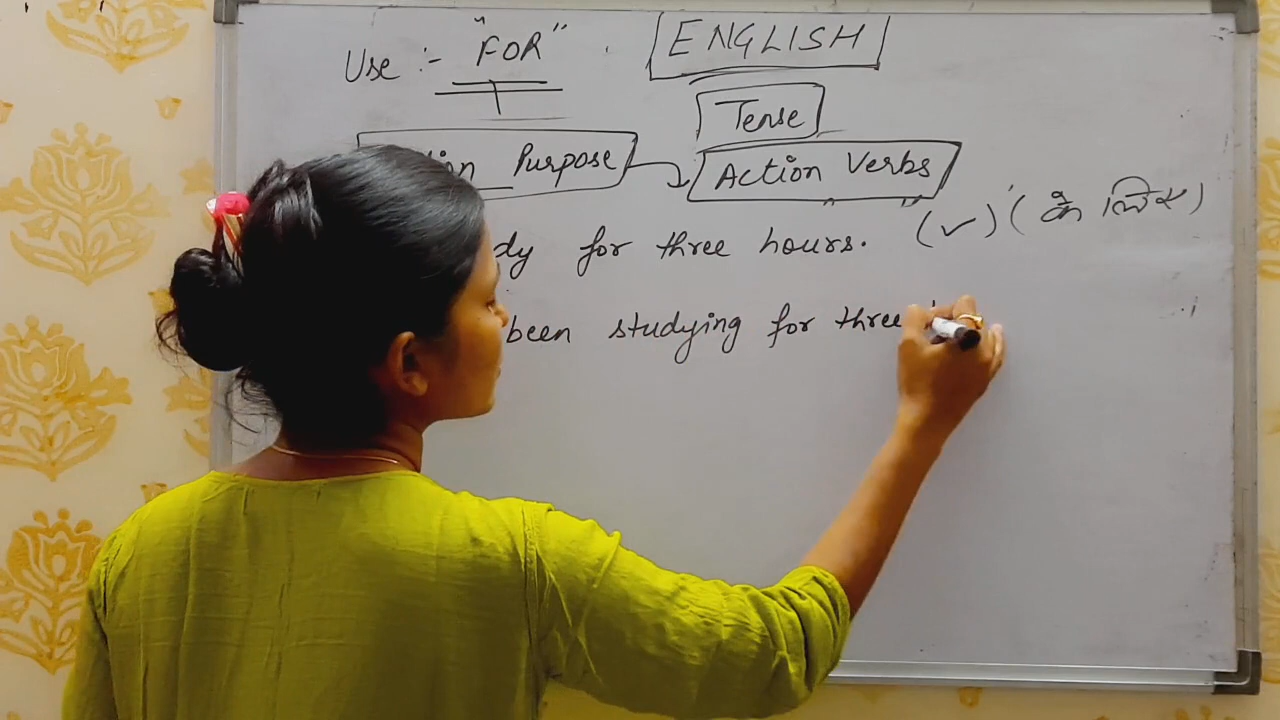 Use :- "FOR"
ENGLISH
Tense
Purpose
Action Verbs
for three hours. (✓) (के लिए)
been studying for three